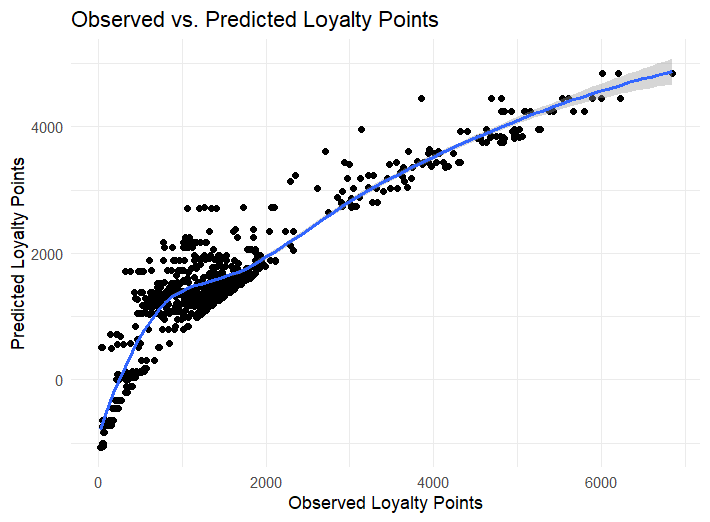 Observed vs. Predicted Loyalty Points
Predicted Loyalty Points
4000
2000
0
0 2000 4000 6000
Observed Loyalty Points